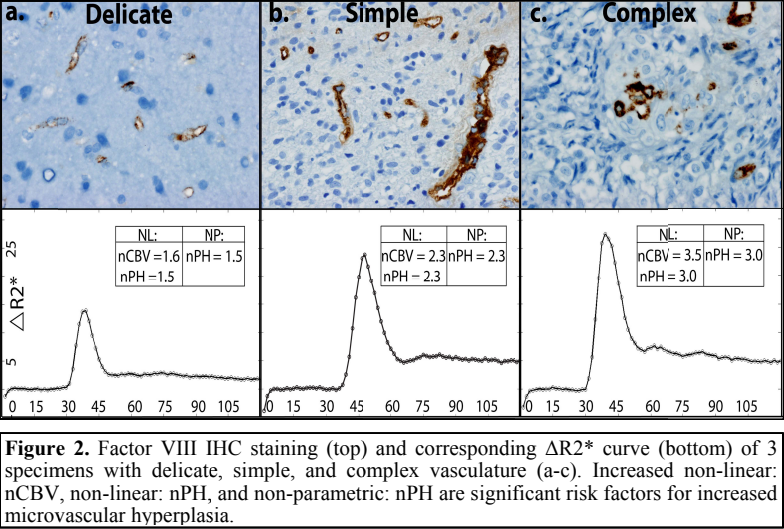 a. Delicate
b. Simple
c. Complex
NL: NP:
nCBV =1.6 nPH = 1.5
nPH =1.5
NL: NP:
nCBV = 2.3 nPH = 2.3
nPH – 2.3
NL: NP:
nCBV = 3.5 nPH = 3.0
nPH = 3.0
△R2*
25
5
0 15 30 45 60 75 90 105
0 15 30 45 60 75 90 105
0 15 30 45 60 75 90 105
Figure 2. Factor VIII IHC staining (top) and corresponding ΔR2* curve (bottom) of 3
specimens with delicate, simple, and complex vasculature (a-c). Increased non-linear:
nCBV, non-linear: nPH, and non-parametric: nPH are significant risk factors for increased
microvascular hyperplasia.